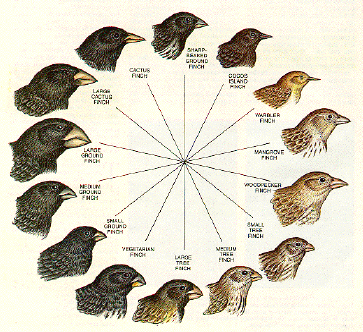 SHARP-
BEAKED
GROUND
FINCH
COCOS
ISLAND
FINCH
WARBLER
FINCH
MANGROVE
FINCH
WOODPECKER
FINCH
SMALL
TREE
FINCH
MEDIUM
TREE
FINCH
LARGE
TREE
FINCH
VEGETARIAN
FINCH
SMALL
GROUND
FINCH
MEDIUM
GROUND
FINCH
LARGE
GROUND
FINCH
LARGE
CACTUS
FINCH
CACTUS
FINCH